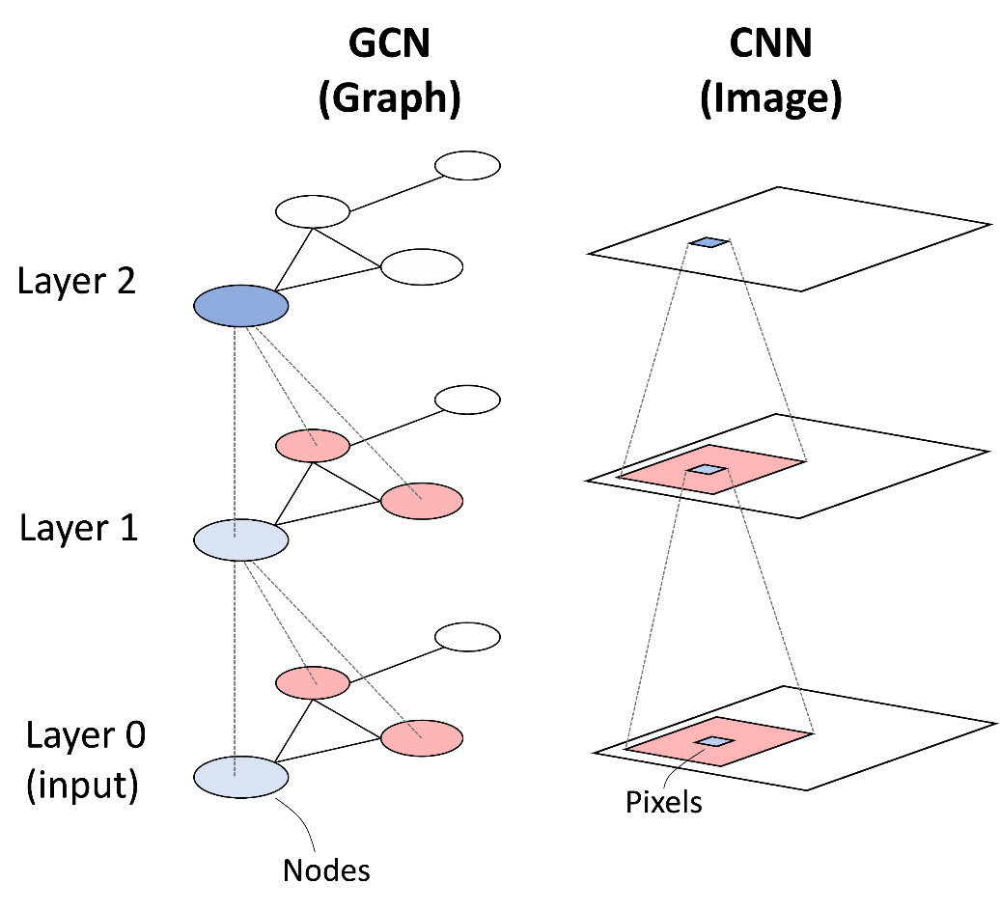 GCN
(Graph)
CNN
(Image)
Layer 2
Layer 1
Layer 0
(input)
Pixels
Nodes